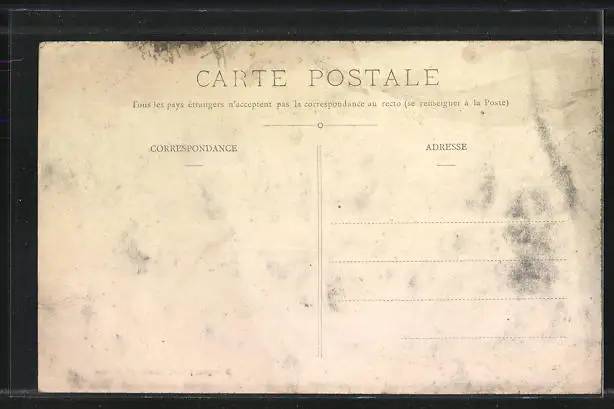 CARTE POSTALE
Tous les pays étrangers n'acceptent pas la correspondance au recto (se renseigner à la Poste)
CORRESPONDANCE
ADRESSE